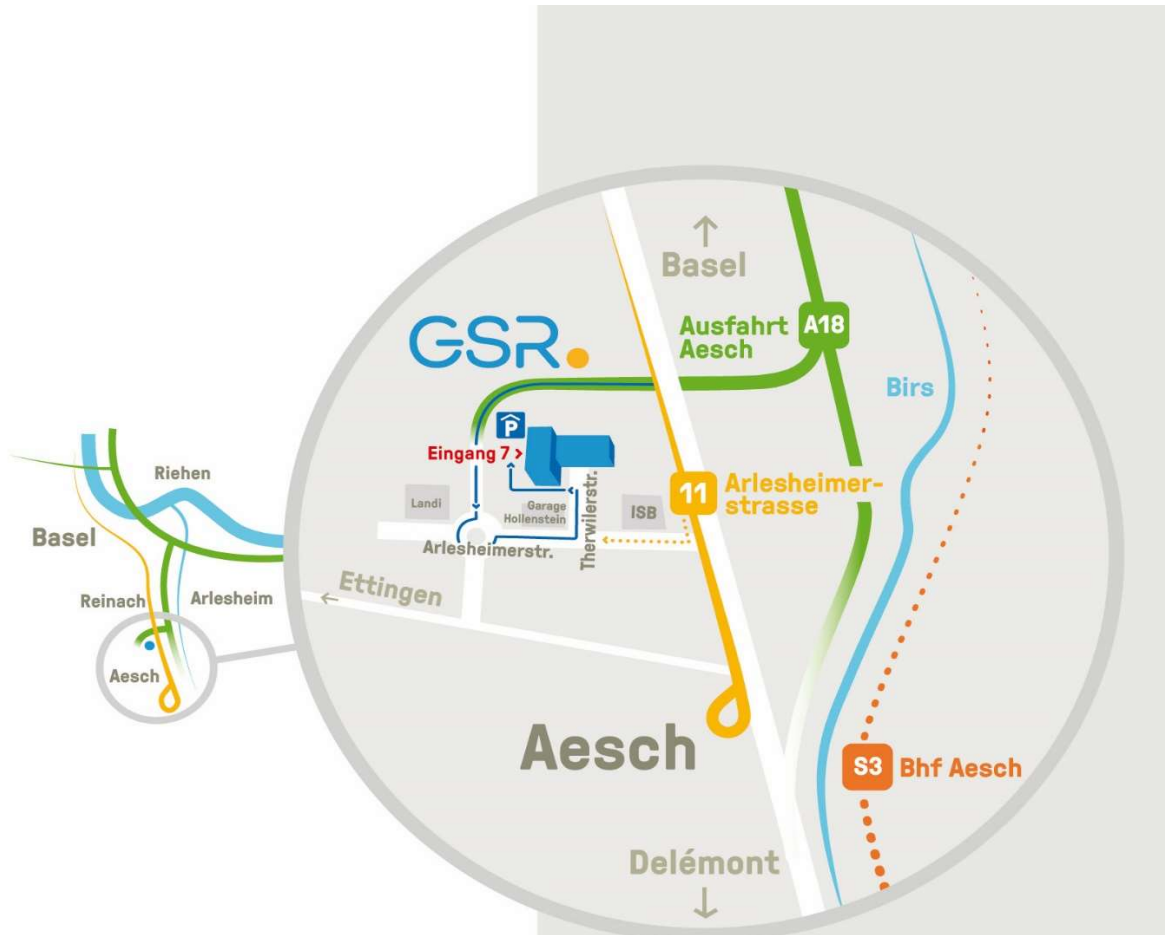 Basel
GSR.
Ausfahrt
Aesch
A18
Birs
P
Eingang 7 >
11
Arlesheimer-
strasse
Landi
Garage
Hollenstein
Therwilerstr.
ISB
Arlesheimerstr.
Ettingen
Riehen
Basel
Reinach
Arlesheim
Aesch
Aesch
S3
Bhf Aesch
Delémont